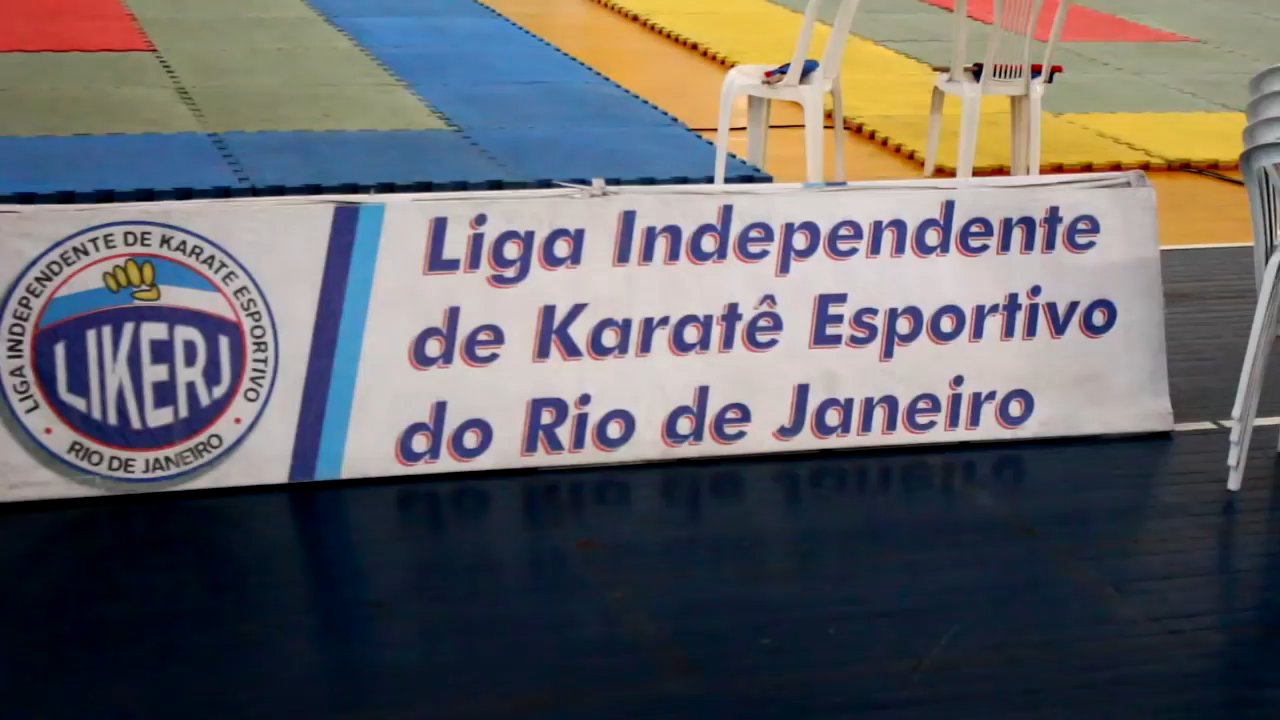 LIGA INDEPENDENTE DE KARATE ESPORTIVO
LIKERJ
• RIO DE JANEIRO •
Liga Independente
de Karatê Esportivo
do Rio de Janeiro